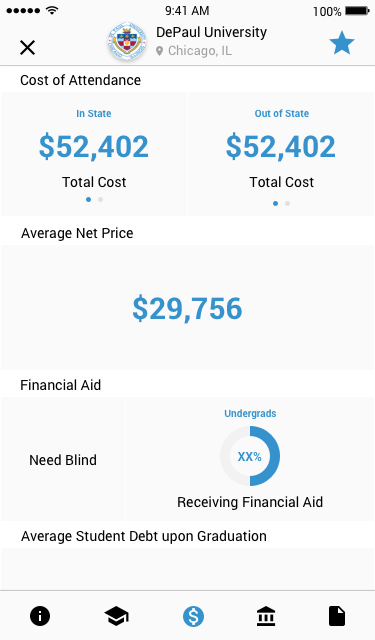 9:41 AM
100%
DePaul University
Chicago, IL
Cost of Attendance
In State
Out of State
$52,402
$52,402
Total Cost
Total Cost
Average Net Price
$29,756
Financial Aid
Undergrads
Need Blind
XX%
Receiving Financial Aid
Average Student Debt upon Graduation